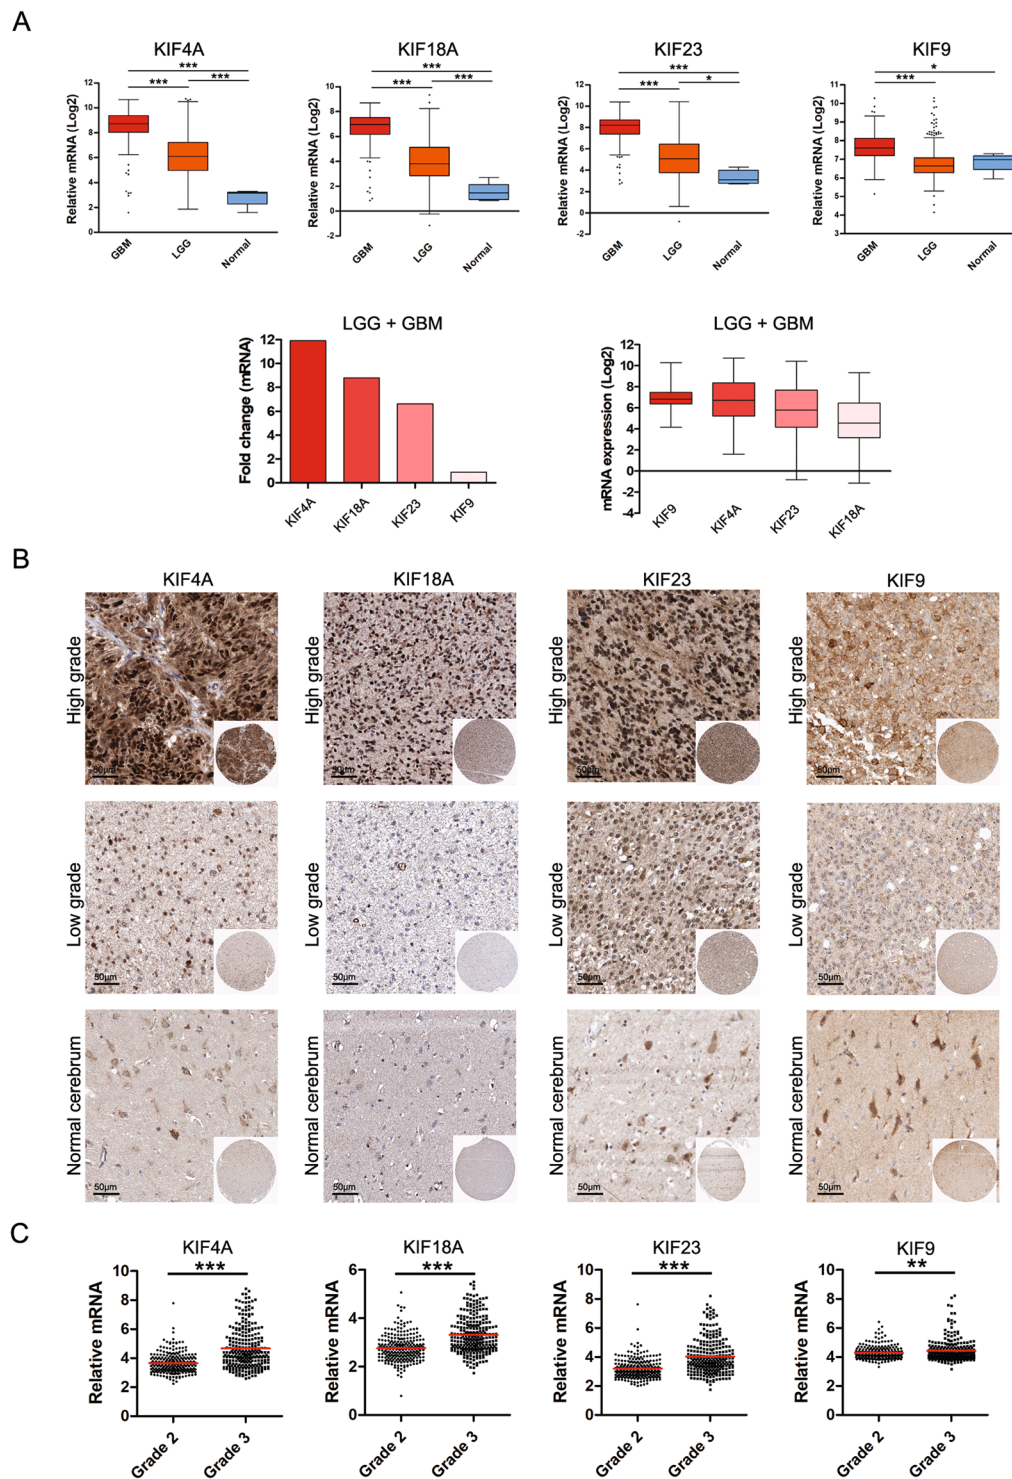 A
KIF4A
KIF18A
KIF23
KIF9
Relative mRNA (Log2)
12
10
8
6
4
2
0
***
***
***
GBM
LGG
Normal
Relative mRNA (Log2)
10
8
6
4
2
0
-2
***
***
***
GBM
LGG
Normal
Relative mRNA (Log2)
12
10
8
6
4
2
0
-2
***
***
*
GBM
LGG
Normal
Relative mRNA (Log2)
11
10
9
8
7
6
5
4
3
*
***
GBM
LGG
Normal
LGG + GBM
Fold change (mRNA)
12
10
8
6
4
2
0
KIF4A
KIF18A
KIF23
KIF9
LGG + GBM
mRNA expression (Log2)
12
10
8
6
4
2
0
-2
-4
KIF9
KIF4A
KIF23
KIF18A
B
KIF4A
KIF18A
KIF23
KIF9
High grade
High grade
High grade
High grade
50μm
50μm
50μm
50μm
Low grade
Low grade
Low grade
Low grade
50μm
50μm
50μm
50μm
Normal cerebrum
Normal cerebrum
Normal cerebrum
Normal cerebrum
50μm
50μm
50μm
50μm
C
KIF4A
Relative mRNA
10
8
6
4
2
0
***
Grade 2
Grade 3
KIF18A
Relative mRNA
6
4
2
0
***
Grade 2
Grade 3
KIF23
Relative mRNA
10
8
6
4
2
0
***
Grade 2
Grade 3
KIF9
Relative mRNA
10
8
6
4
2
0
**
Grade 2
Grade 3